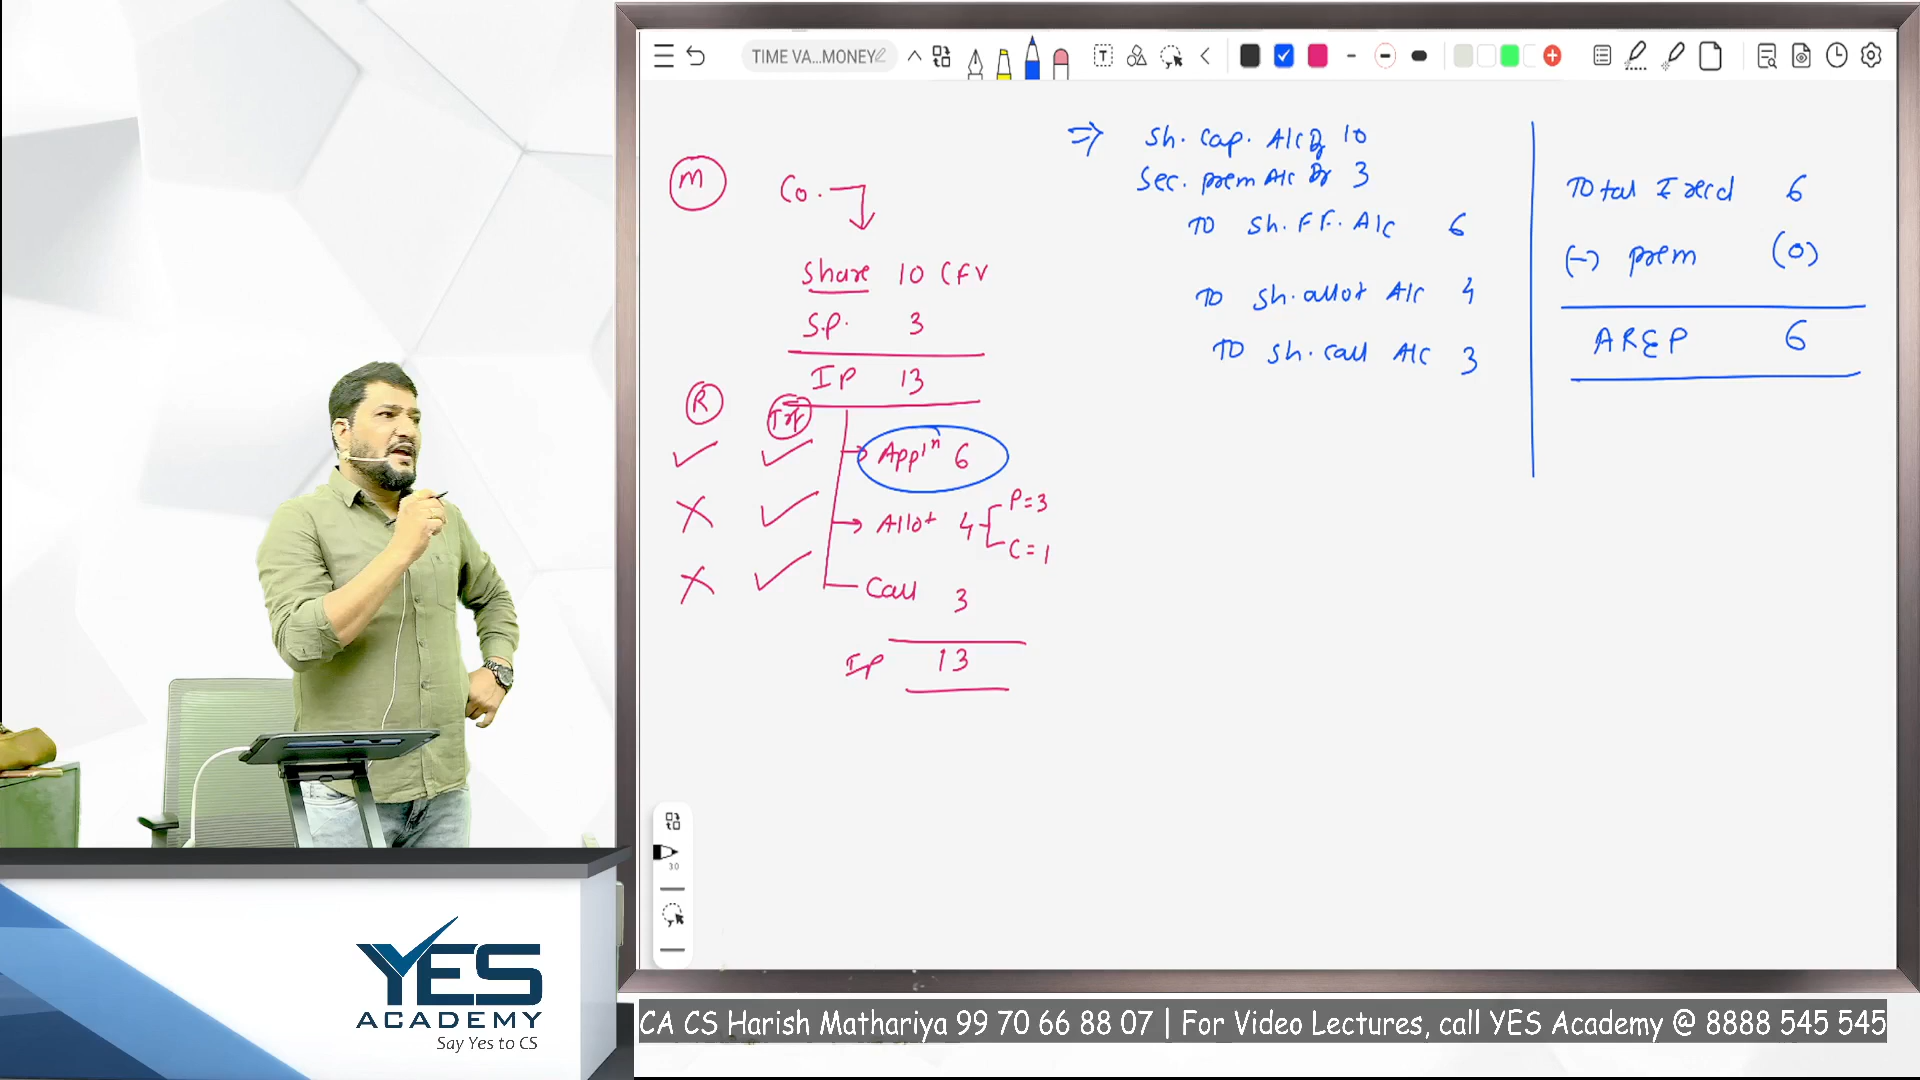 TIME VA...MONEY
M
Co.
Share 10 (FV
S.P. 3
IP 13
R
Trf
Appln 6
Allot 4
P=3
C=1
Call 3
IP 13
⇒ Sh. Cap. A/c Dr 10
Sec. prem A/c Dr 3
To Sh. FF. A/c 6
To Sh. allot A/c 4
To Sh. call A/c 3
Total ₹ recd 6
(-) prem (0)
AREP 6
30
YES
ACADEMY
Say Yes to CS
CA CS Harish Mathariya 99 70 66 88 07 | For Video Lectures, call YES Academy @ 8888 545 545